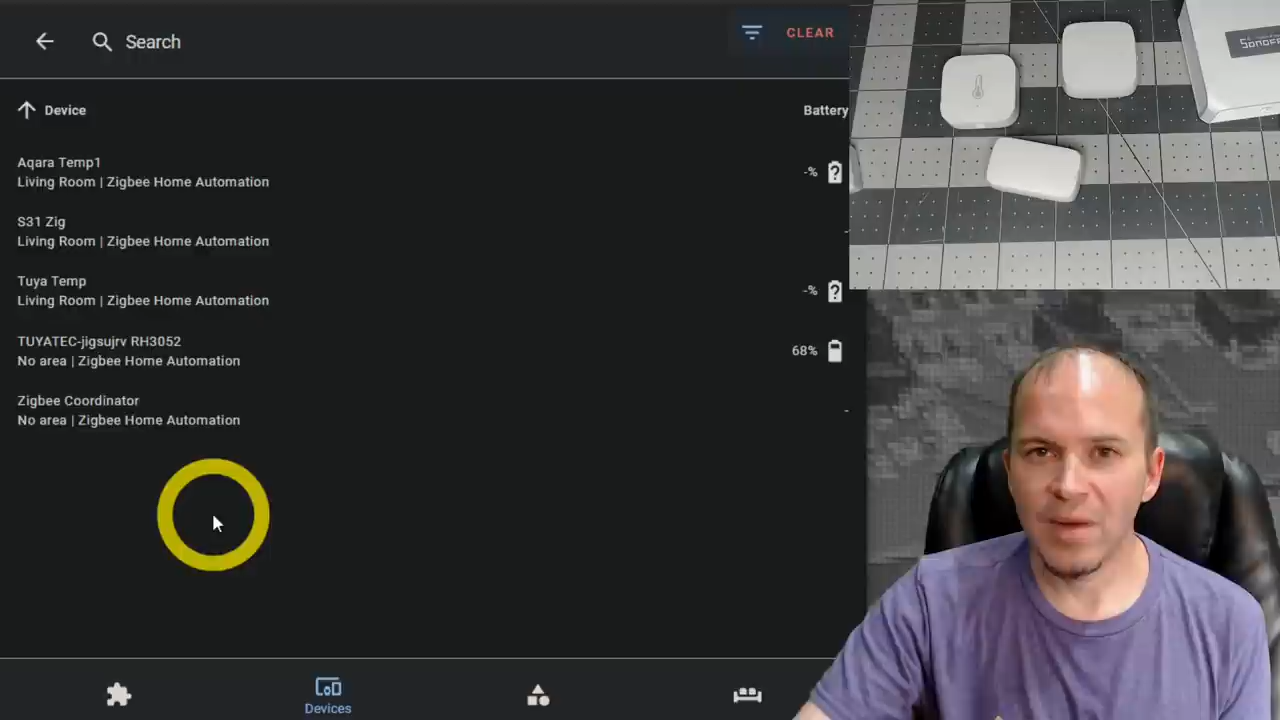 Search
CLEAR
Device
Battery
Aqara Temp1
Living Room | Zigbee Home Automation
-%
S31 Zig
Living Room | Zigbee Home Automation
-
Tuya Temp
Living Room | Zigbee Home Automation
-%
TUYATEC-jigsujrv RH3052
No area | Zigbee Home Automation
68%
Zigbee Coordinator
No area | Zigbee Home Automation
-
Devices
SONOFF